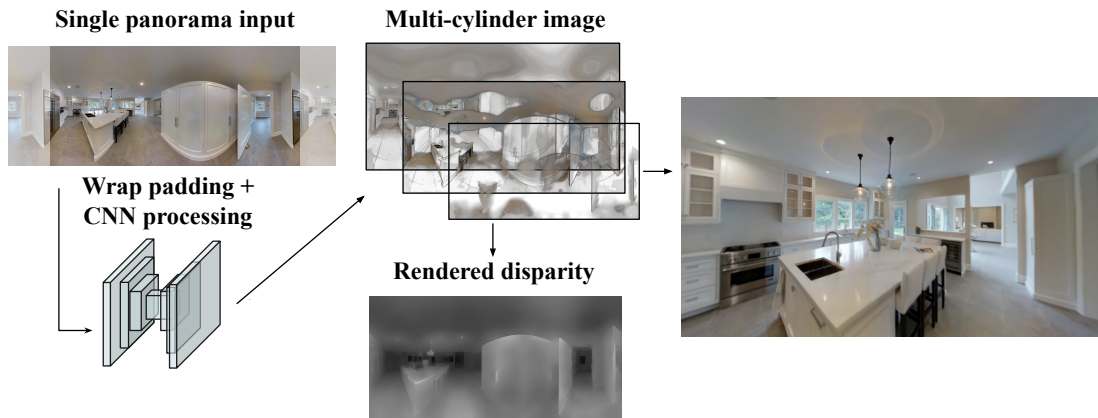 Single panorama input
Multi-cylinder image
Wrap padding +
CNN processing
Rendered disparity